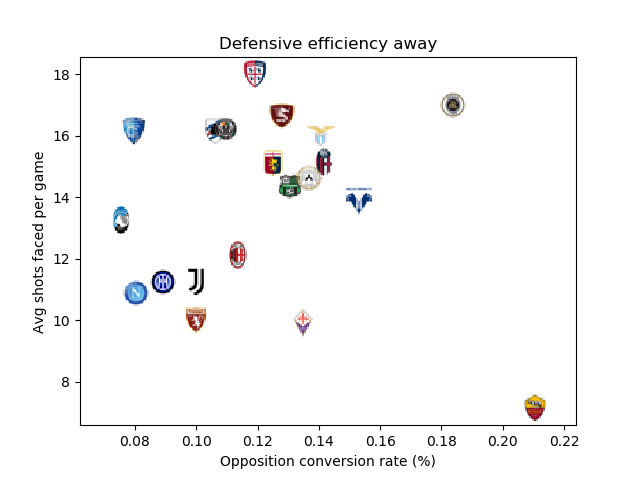 Defensive efficiency away
18
16
14
12
10
8
Avg shots faced per game
0.08 0.10 0.12 0.14 0.16 0.18 0.20 0.22
Opposition conversion rate (%)
N